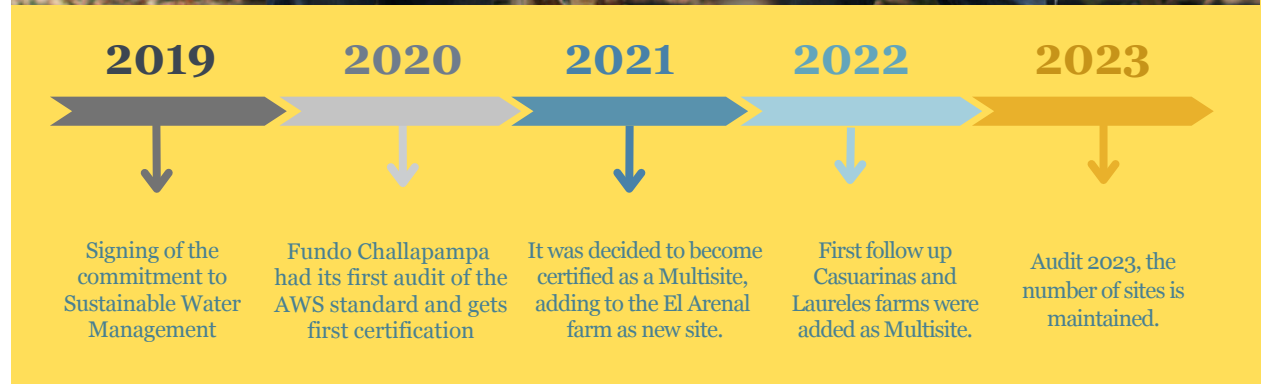 2019
2020
2021
2022
2023
Signing of the
commitment to
Sustainable Water
Management
Fundo Challapampa
had its first audit of the
AWS standard and gets
first certification
It was decided to become
certified as a Multisite,
adding to the El Arenal
farm as new site.
First follow up
Casuarinas and
Laureles farms were
added as Multisite.
Audit 2023, the
number of sites is
maintained.